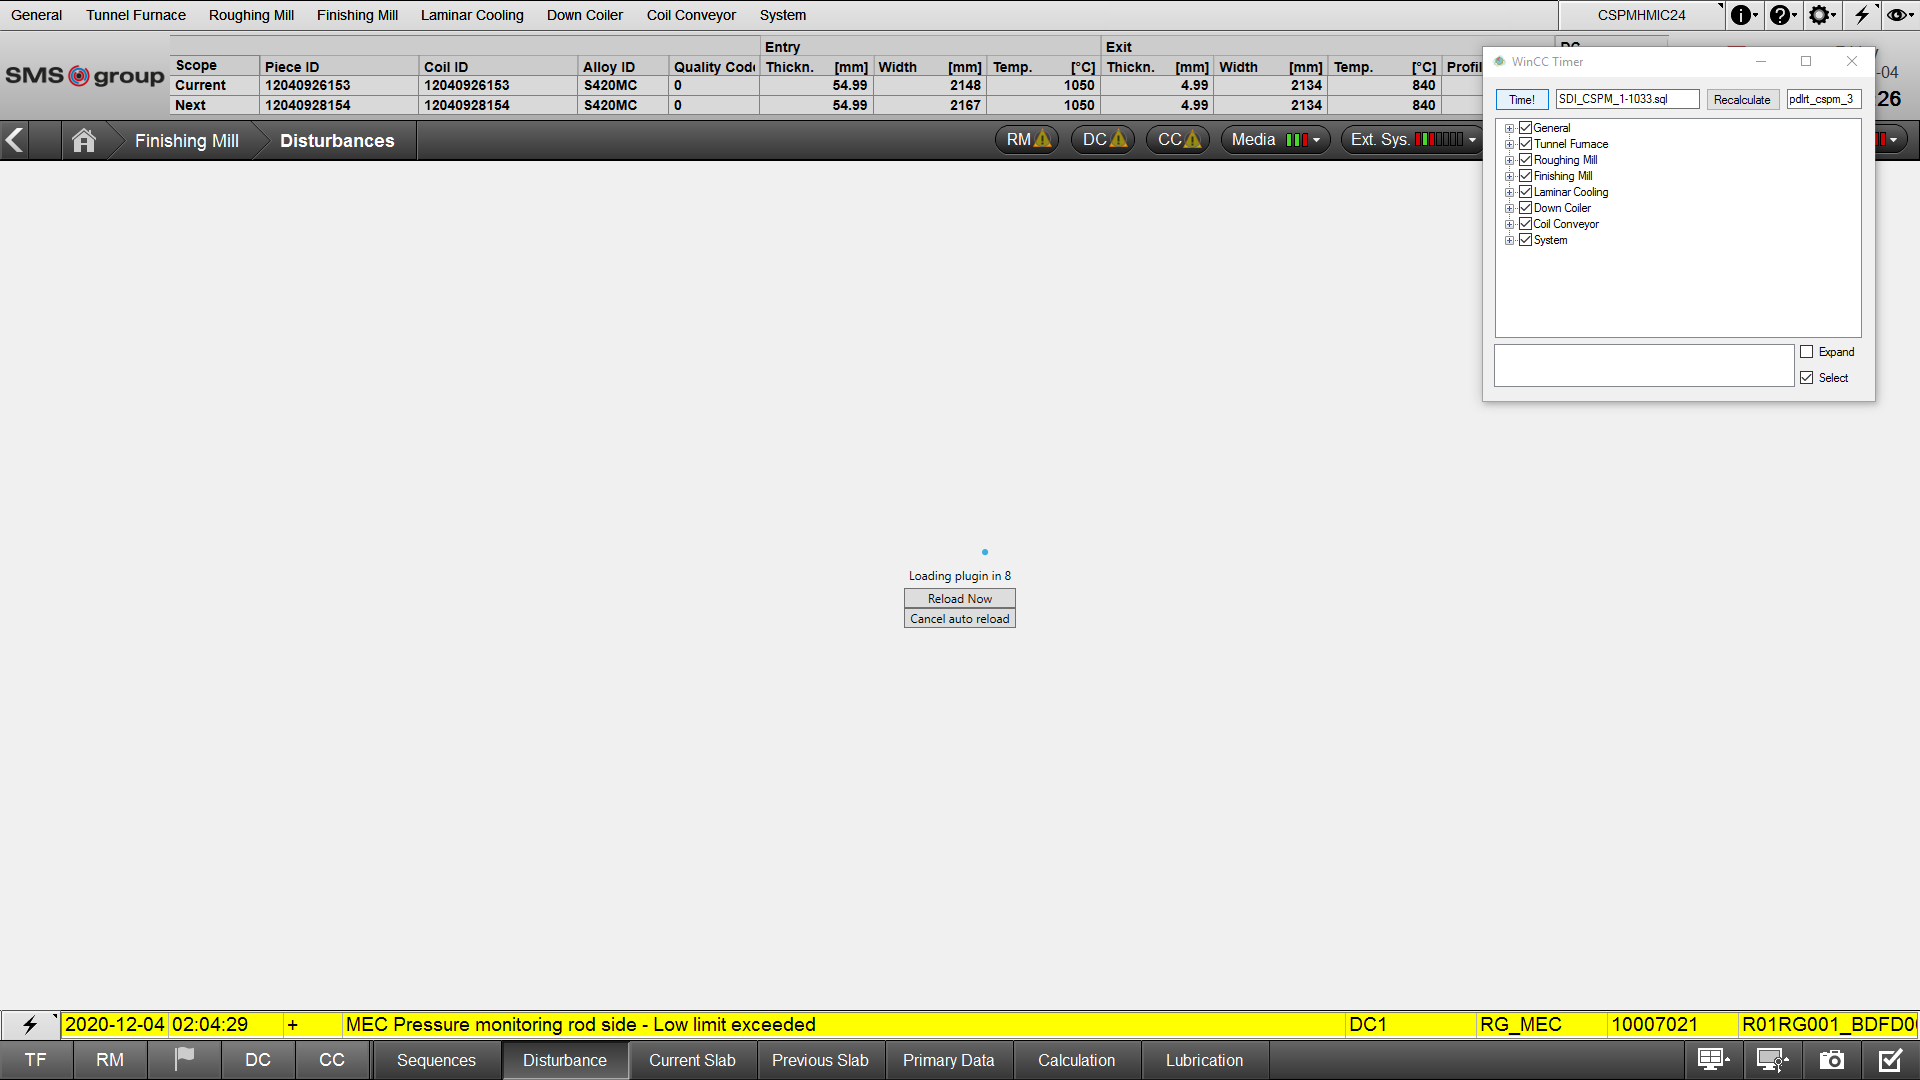 General Tunnel Furnace Roughing Mill Finishing Mill Laminar Cooling Down Coiler Coil Conveyor System CSPMHMIC24
SMS group
Entry Exit
Scope Piece ID Coil ID Alloy ID Quality Code Thickn. [mm] Width [mm] Temp. [°C] Thickn. [mm] Width [mm] Temp. [°C]
Current 12040926153 12040926153 S420MC 0 54.99 2148 1050 4.99 2134 840
Next 12040928154 12040928154 S420MC 0 54.99 2167 1050 4.99 2134 840
-04
26
Finishing Mill Disturbances RM DC CC Media Ext. Sys.
WinCC Timer
Time! SDI_CSPM_1-1033.sql Recalculate pdlrt_cspm_3
General
Tunnel Furnace
Roughing Mill
Finishing Mill
Laminar Cooling
Down Coiler
Coil Conveyor
System
Expand
Select
Loading plugin in 8
Reload Now
Cancel auto reload
2020-12-04 02:04:29 + MEC Pressure monitoring rod side - Low limit exceeded DC1 RG_MEC 10007021
TF RM DC CC Sequences Disturbance Current Slab Previous Slab Primary Data Calculation Lubrication